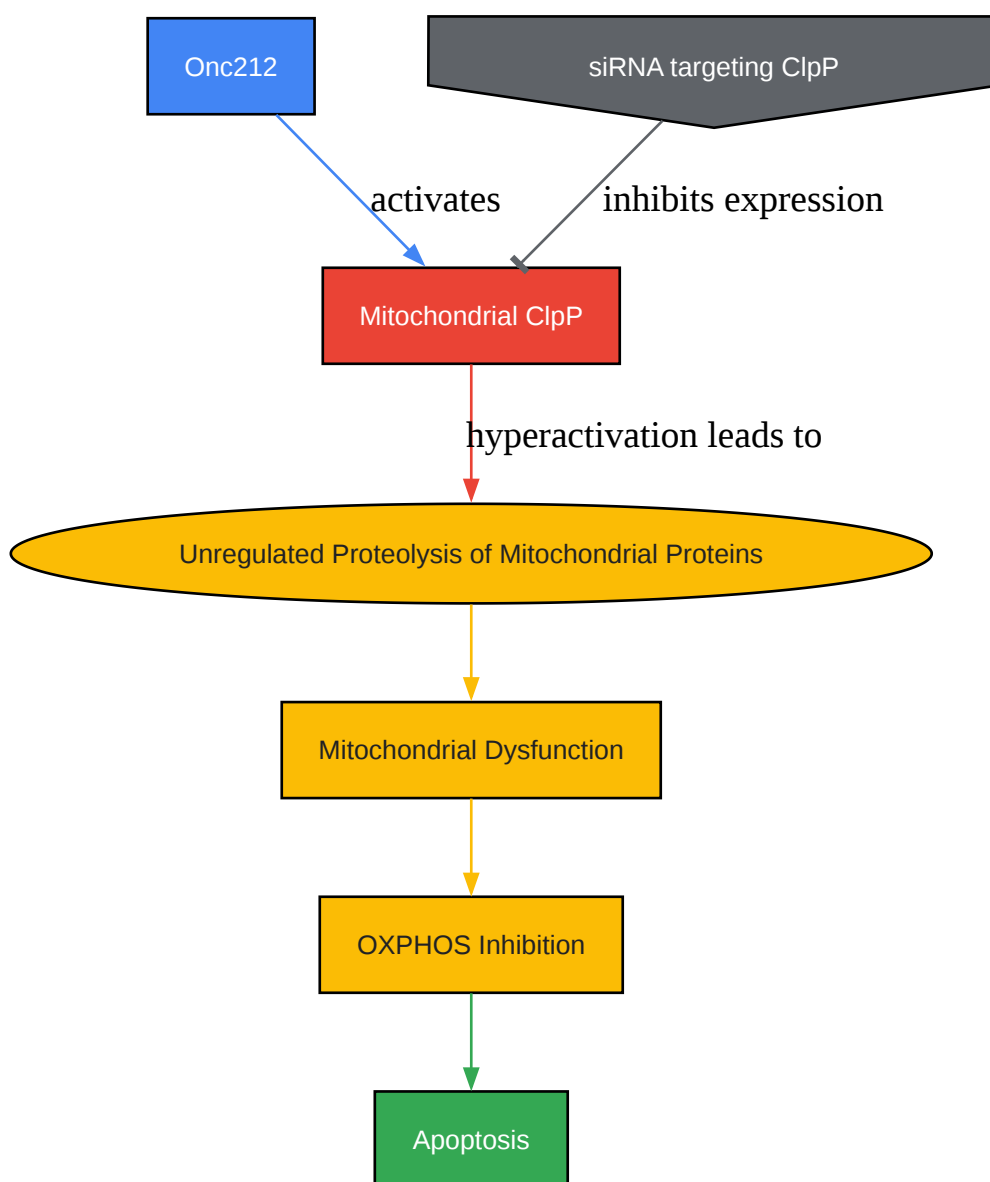 Onc212
siRNA targeting ClpP
activates
inhibits expression
Mitochondrial ClpP
hyperactivation leads to
Unregulated Proteolysis of Mitochondrial Proteins
Mitochondrial Dysfunction
OXPHOS Inhibition
Apoptosis